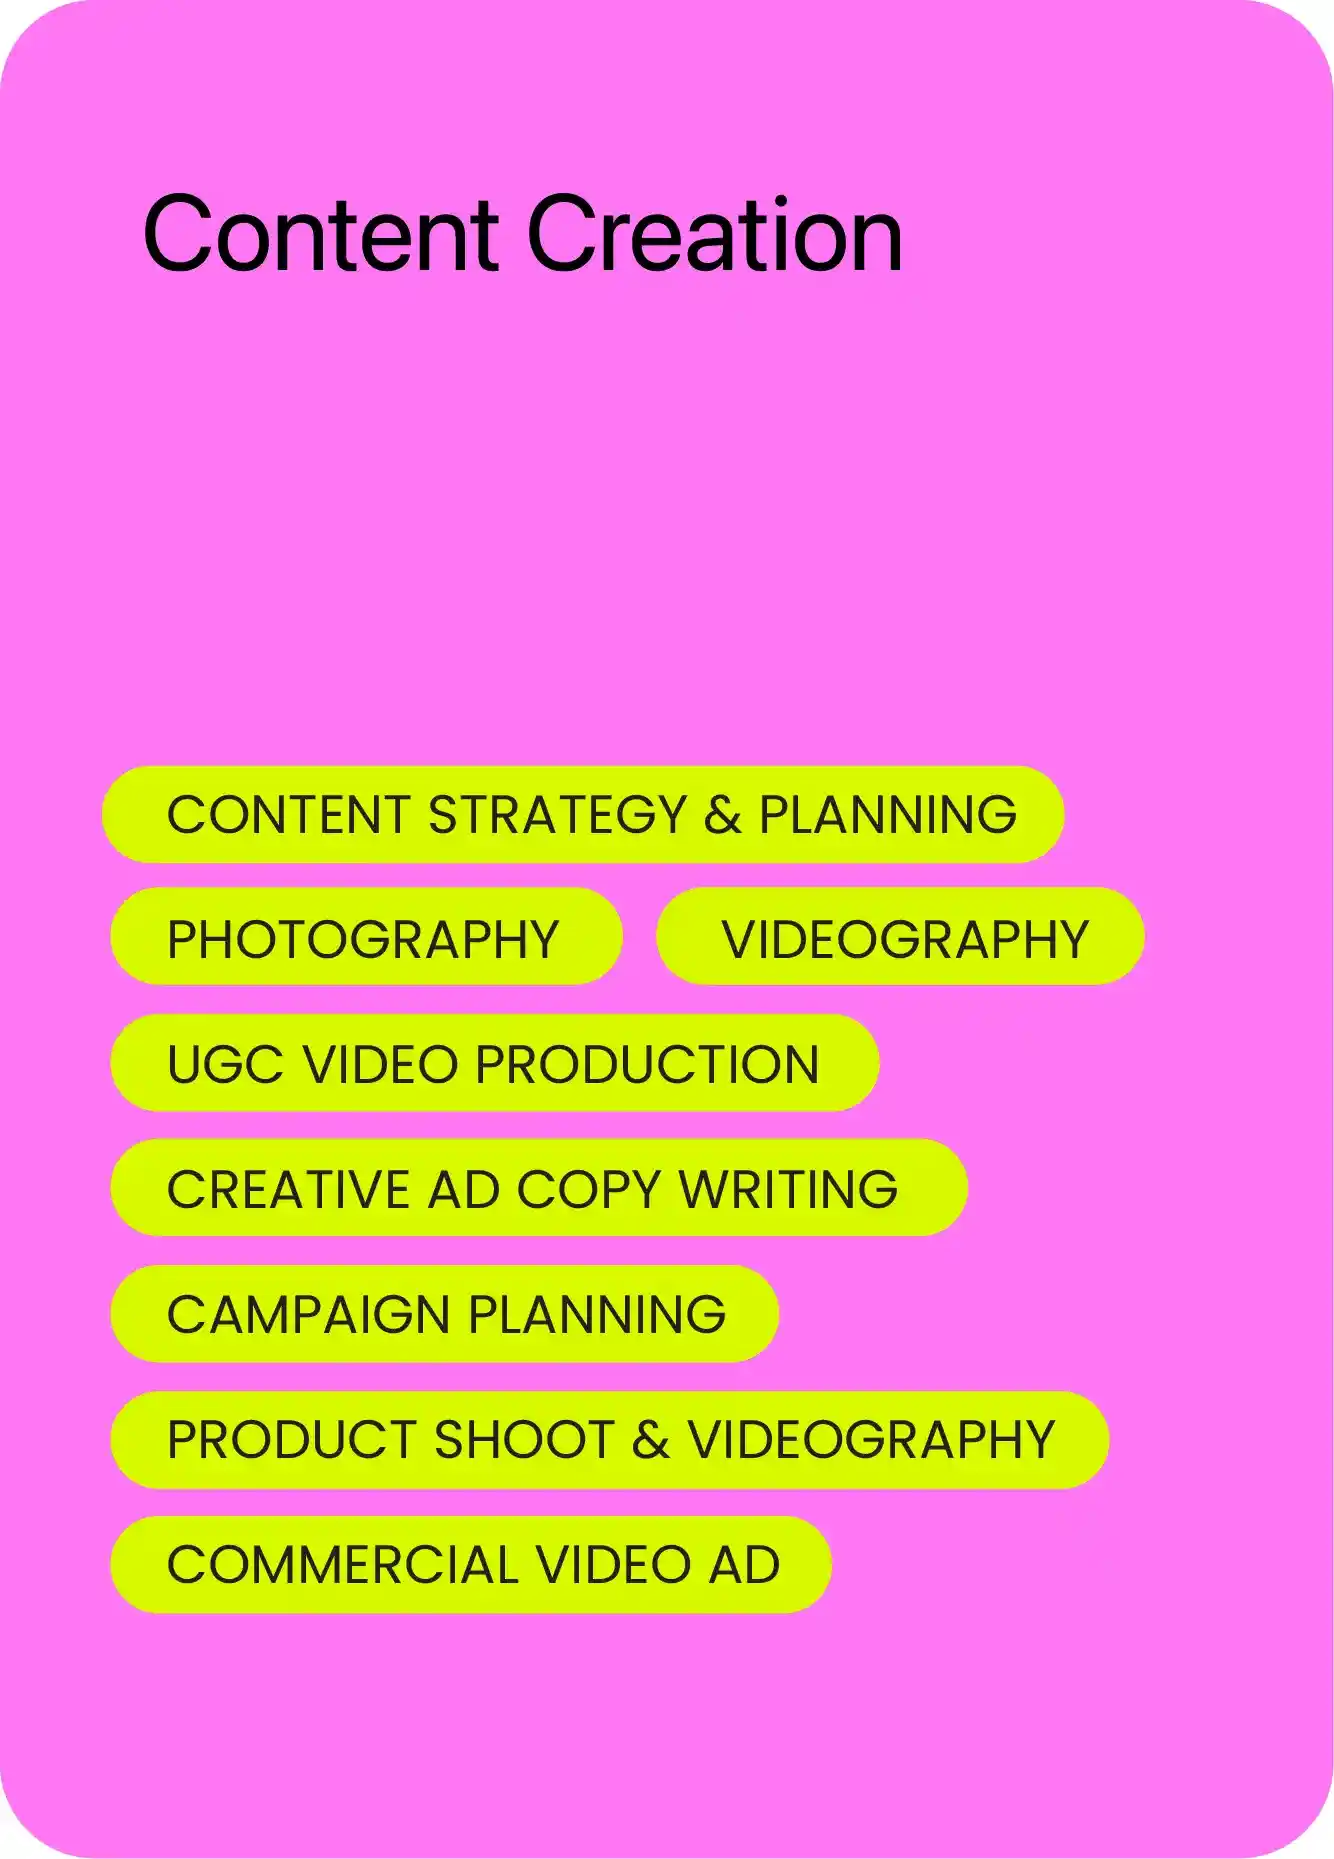 Content Creation
CONTENT STRATEGY & PLANNING
PHOTOGRAPHY VIDEOGRAPHY
UGC VIDEO PRODUCTION
CREATIVE AD COPY WRITING
CAMPAIGN PLANNING
PRODUCT SHOOT & VIDEOGRAPHY
COMMERCIAL VIDEO AD